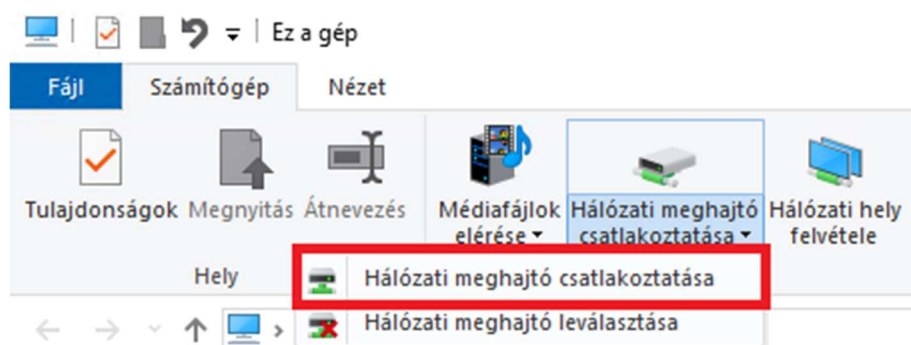 Ez a gép
Fájl Számítógép Nézet
Tulajdonságok Megnyitás Átnevezés Médiafájlok elérése Hálózati meghajtó csatlakoztatása Hálózati hely felvétele
Hely
Hálózati meghajtó csatlakoztatása
Hálózati meghajtó leválasztása